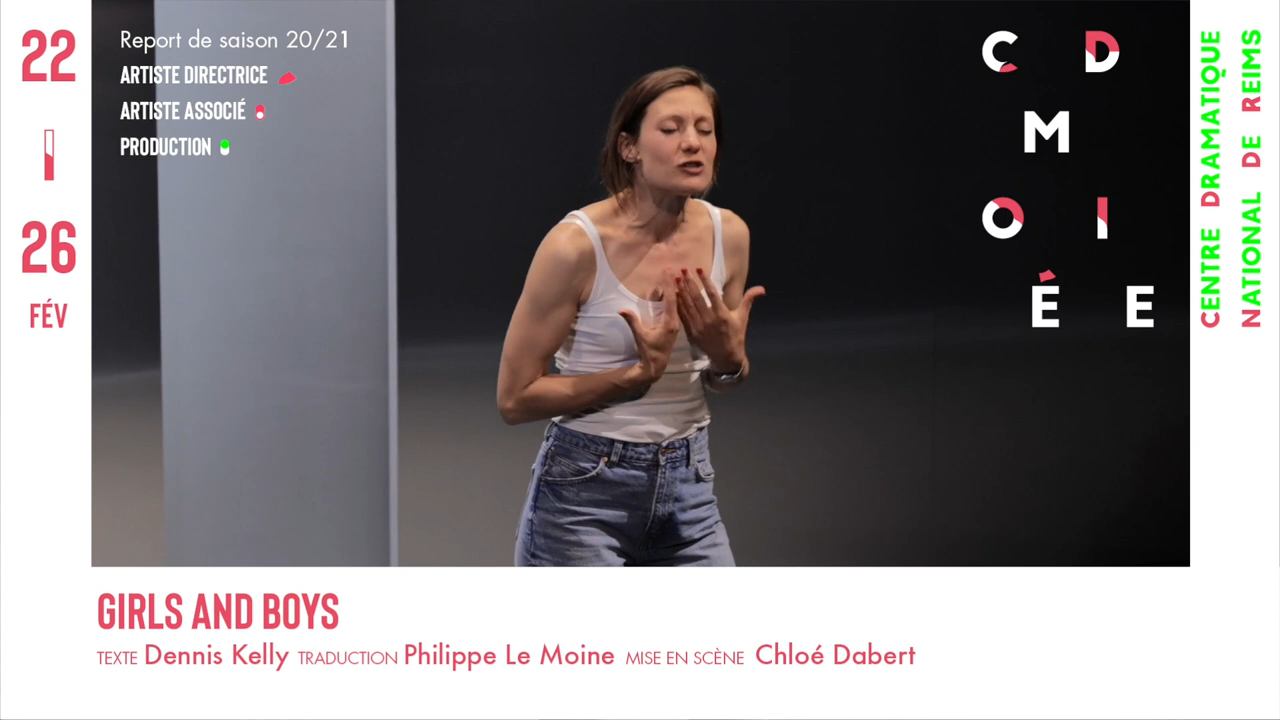 22
26
FÉV
Report de saison 20/21
ARTISTE DIRECTRICE
ARTISTE ASSOCIÉ
PRODUCTION
C D
M
O I
É E
CENTRE DRAMATIQUE
NATIONAL DE REIMS
GIRLS AND BOYS
TEXTE Dennis Kelly TRADUCTION Philippe Le Moine MISE EN SCÈNE Chloé Dabert